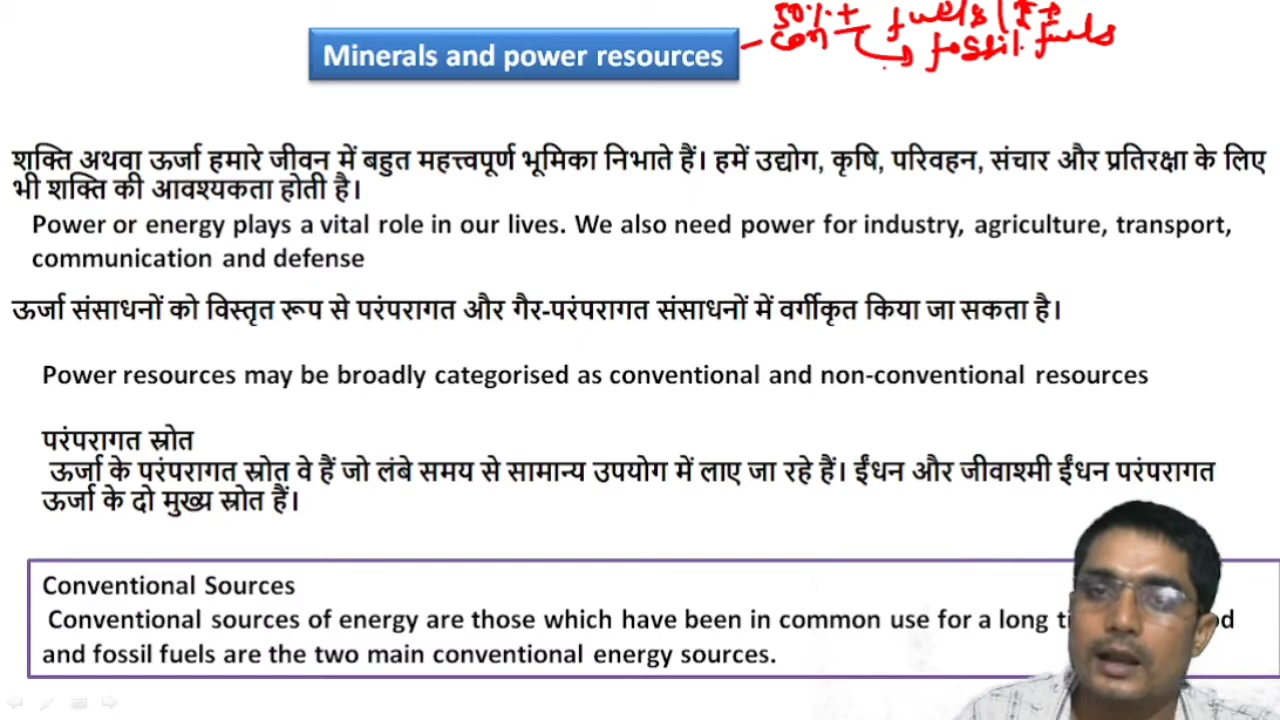 50% +
fuels
Minerals and power resources
con
fossil fuels
शक्ति अथवा ऊर्जा हमारे जीवन में बहुत महत्त्वपूर्ण भूमिका निभाते हैं। हमें उद्योग, कृषि, परिवहन, संचार और प्रतिरक्षा के लिए
भी शक्ति की आवश्यकता होती है।
Power or energy plays a vital role in our lives. We also need power for industry, agriculture, transport,
communication and defense
ऊर्जा संसाधनों को विस्तृत रूप से परंपरागत और गैर-परंपरागत संसाधनों में वर्गीकृत किया जा सकता है।
Power resources may be broadly categorised as conventional and non-conventional resources
परंपरागत स्रोत
ऊर्जा के परंपरागत स्रोत वे हैं जो लंबे समय से सामान्य उपयोग में लाए जा रहे हैं। ईंधन और जीवाश्मी ईंधन परंपरागत
ऊर्जा के दो मुख्य स्रोत हैं।
Conventional Sources
Conventional sources of energy are those which have been in common use for a long
and fossil fuels are the two main conventional energy sources.